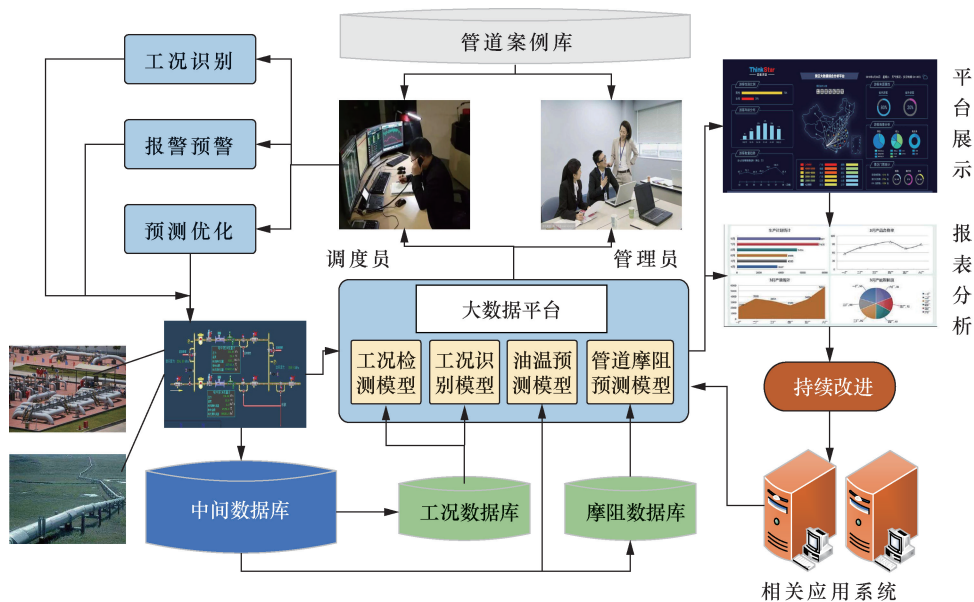 管道案例库
工况识别
报警预警
预测优化
调度员
管理员
ThinkStar
平台展示
报表分析
大数据平台
工况检
测模型
工况识
别模型
油温预
测模型
管道摩阻
预测模型
持续改进
中间数据库
工况数据库
摩阻数据库
相关应用系统